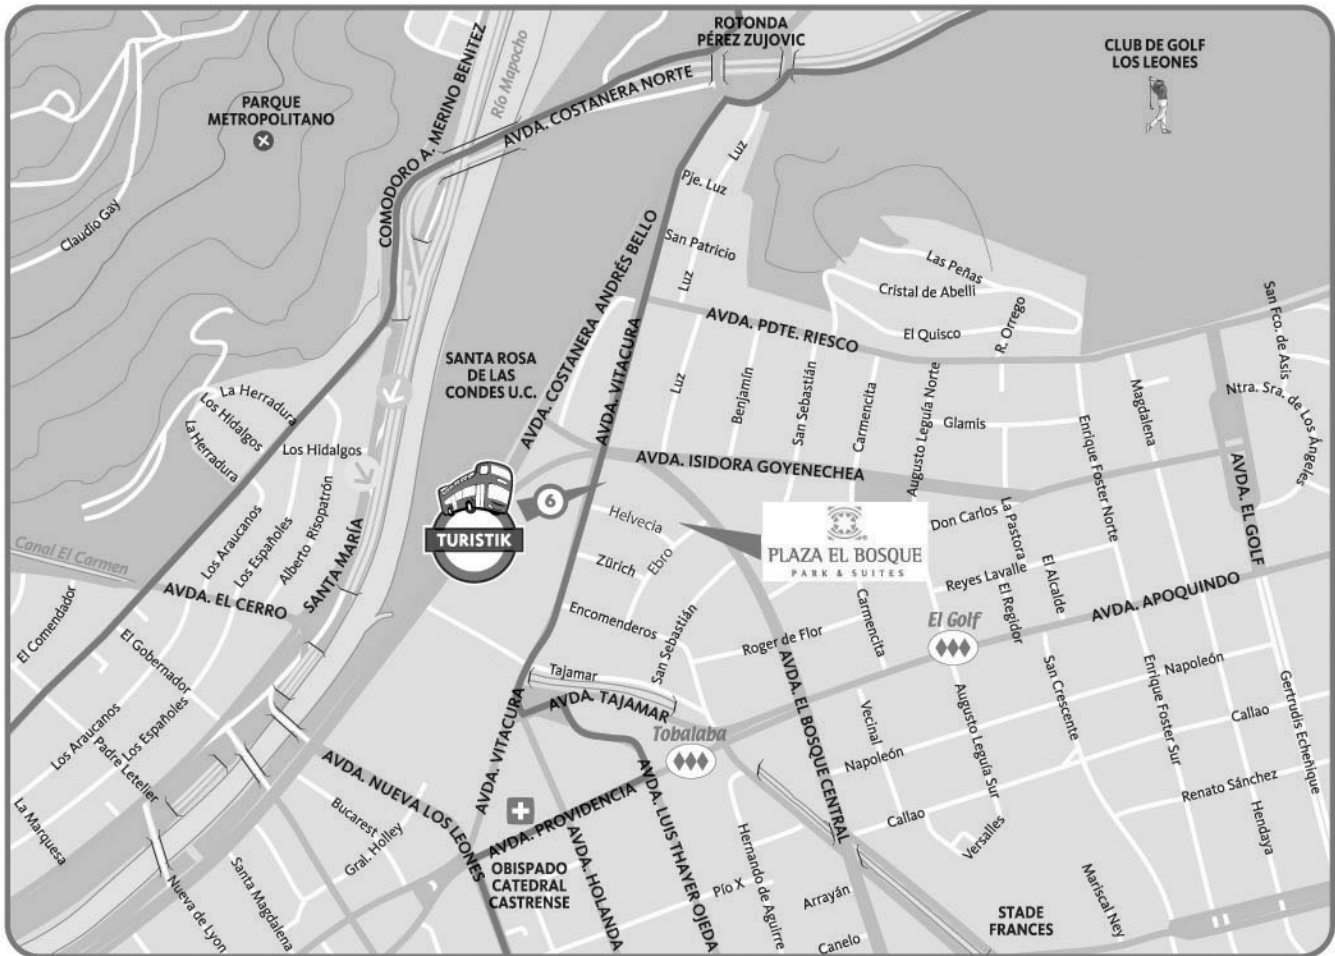 ROTONDA
PÉREZ ZUJOVIC
CLUB DE GOLF
LOS LEONES
PARQUE
METROPOLITANO
COMODORO A. MERINO BENITEZ
Río Mapocho
AVDA. COSTANERA NORTE
Claudio Gay
Luz
Pje. Luz
San Patricio
Luz
AVDA. COSTANERA ANDRÉS BELLO
AVDA. VITACURA
Las Peñas
Cristal de Abelli
El Quisco
R. Orrego
San Fco. de Asis
AVDA. PDTE. RIESCO
SANTA ROSA
DE LAS
CONDES U.C.
Luz
Benjamín
San Sebastián
Carmencita
Augusto Leguía Norte
Glamis
Enrique Foster Norte
Magdalena
Ntra. Sra. de Los Ángeles
AVDA. EL GOLF
La Herradura
Los Hidalgos
La Herradura
Los Hidalgos
AVDA. ISIDORA GOYENECHEA
Los Araucanos
Los Españoles
Alberto Risopatrón
SANTA MARÍA
6
TURISTIK
Helvecia
Zürich
Ebro
PLAZA EL BOSQUE
PARK & SUITES
Don Carlos
La Pastora
Reyes Lavalle
El Regidor
El Alcalde
AVDA. APOQUINDO
Canal El Carmen
AVDA. EL CERRO
El Comendador
El Gobernador
Los Araucanos
Los Españoles
Padre Letelier
La Marquesa
Encomenderos
San Sebastián
Roger de Flor
Carmencita
El Golf
Tajamar
AVDA. TAJAMAR
Tobalaba
AVDA. EL BOSQUE CENTRAL
Vecinal
Napoleón
Augusto Leguía Sur
San Crescente
Enrique Foster Sur
Napoleón
Callao
Gertrudis Echeñique
Renato Sánchez
Hendaya
Callao
Versalles
AVDA. VITACURA
AVDA. NUEVA LOS LEONES
Bucarest
Gral. Holley
AVDA. PROVIDENCIA
AVDA. LUIS THAYER OJEDA
AVDA. HOLANDA
OBISPADO
CATEDRAL
CASTRENSE
Hernando de Aguirre
Pío X
Arrayán
Canelo
Nueva de Lyon
Santa Magdalena
STADE
FRANCES
Mariscal Ney